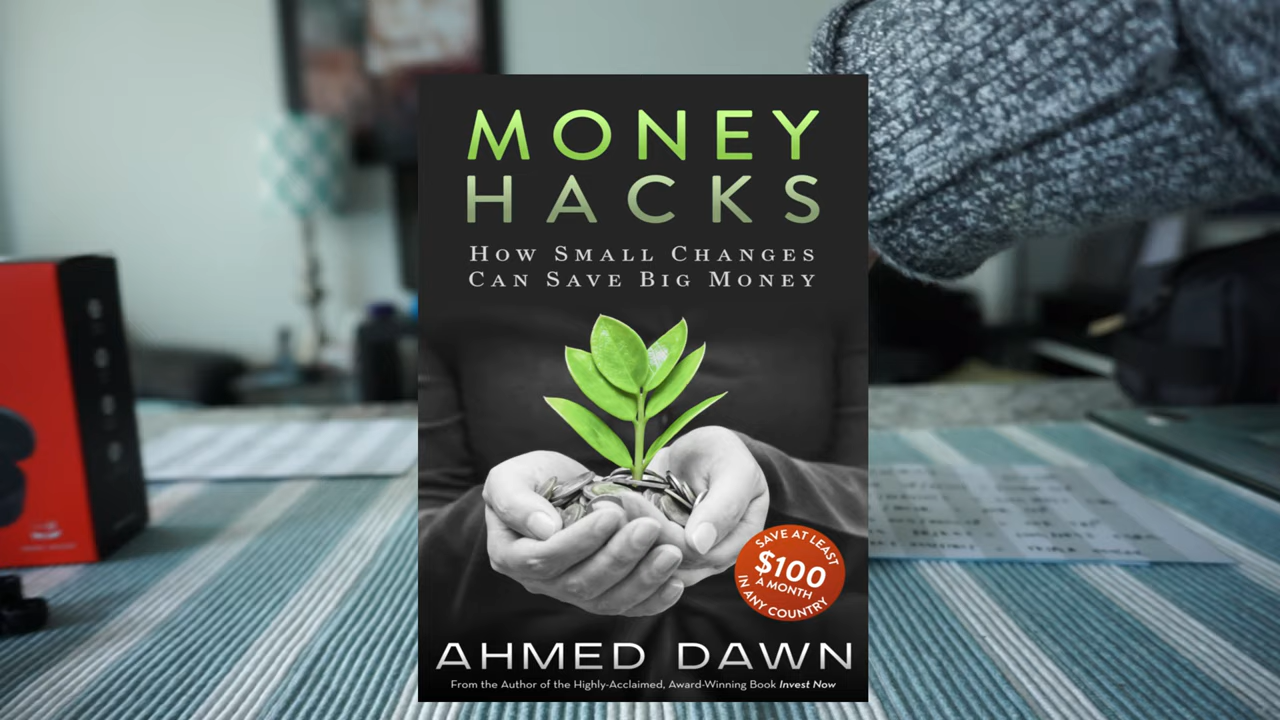 MONEY
HACKS
HOW SMALL CHANGES
CAN SAVE BIG MONEY
SAVE AT LEAST
$100
A MONTH
IN ANY COUNTRY
AHMED DAWN
From the Author of the Highly-Acclaimed, Award-Winning Book Invest Now